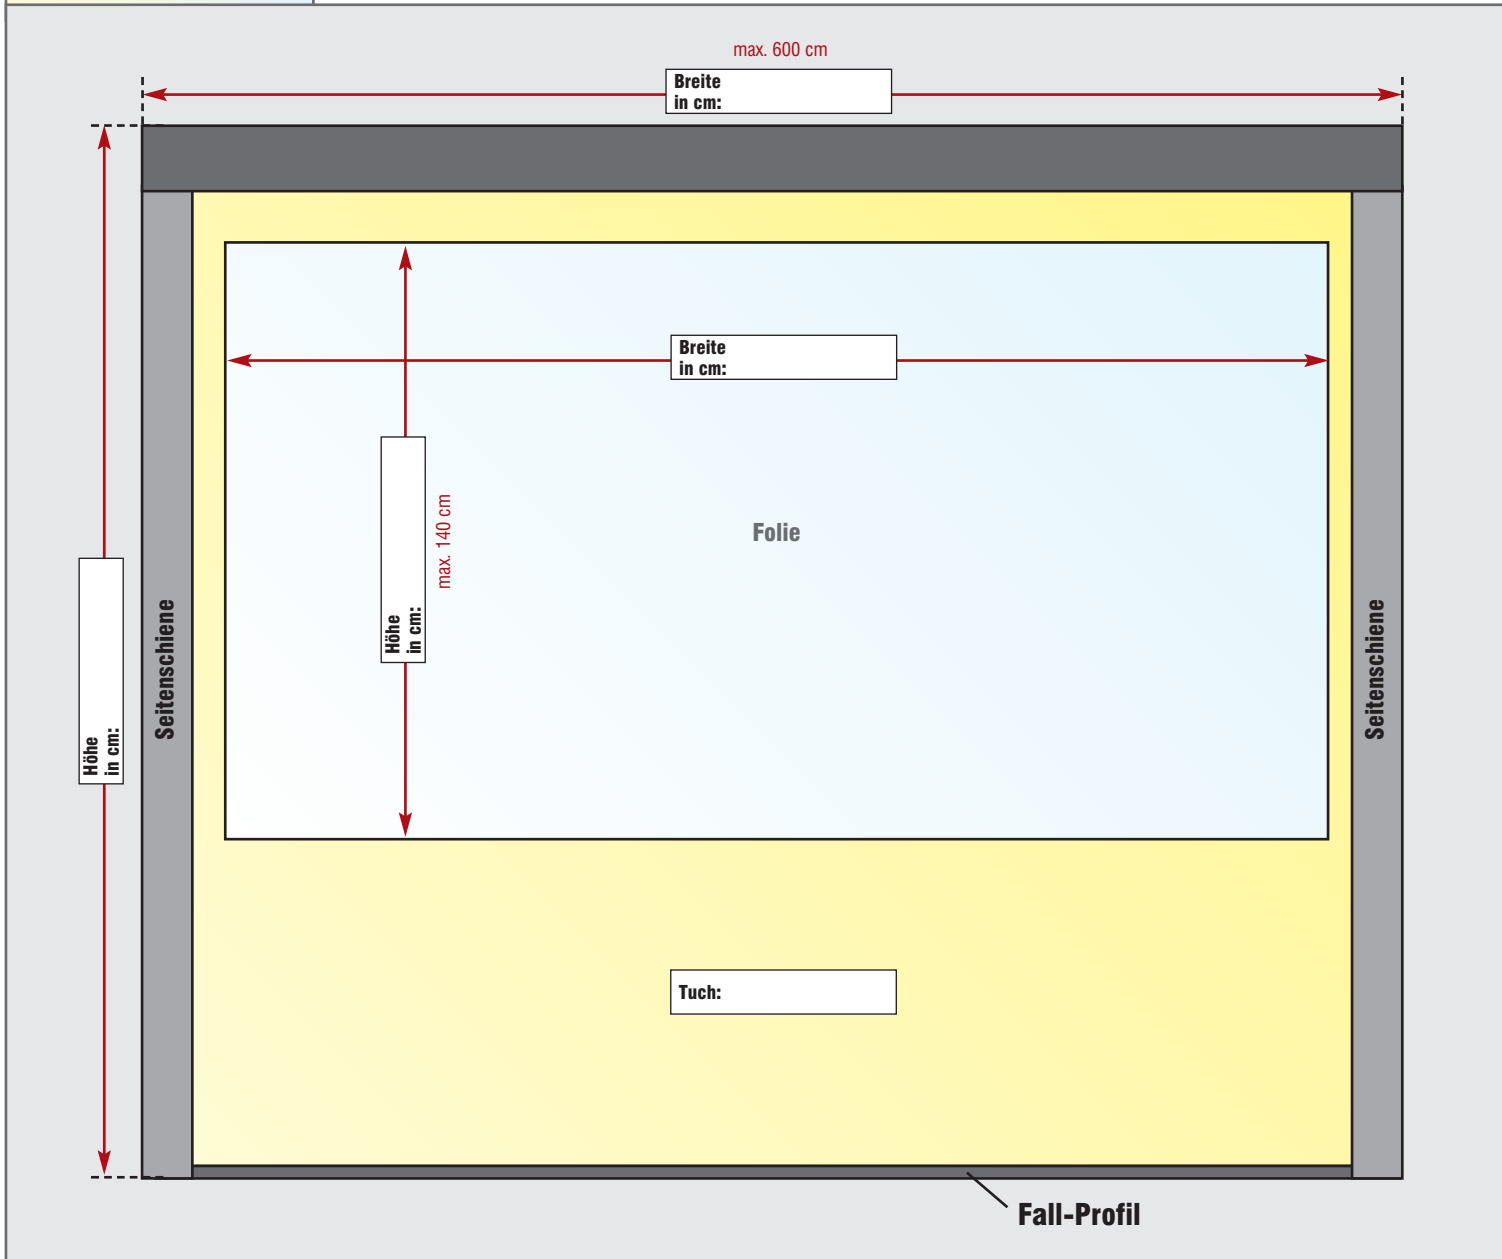 max. 600 cm
Breite
in cm:
Breite
in cm:
Höhe
in cm:
max. 140 cm
Folie
Höhe
in cm:
Seitenschiene
Seitenschiene
Tuch:
Fall-Profil